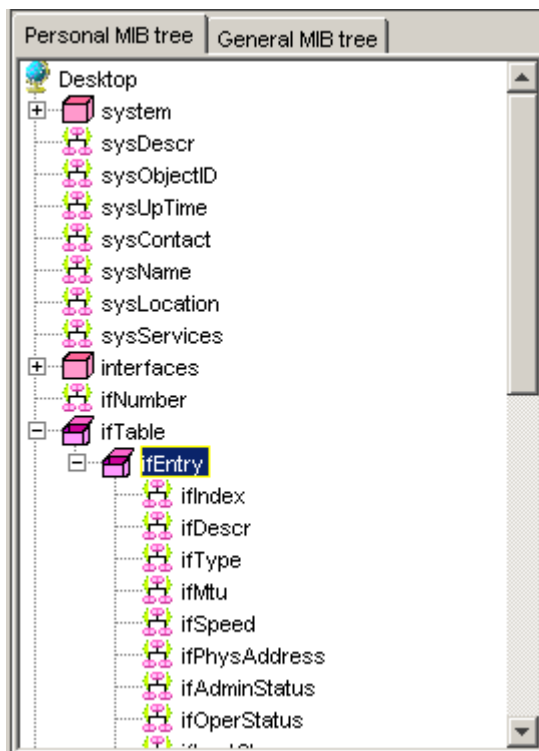 Personal MIB tree General MIB tree
Desktop
system
sysDescr
sysObjectID
sysUpTime
sysContact
sysName
sysLocation
sysServices
interfaces
ifNumber
ifTable
ifEntry
ifIndex
ifDescr
ifType
ifMtu
ifSpeed
ifPhysAddress
ifAdminStatus
ifOperStatus